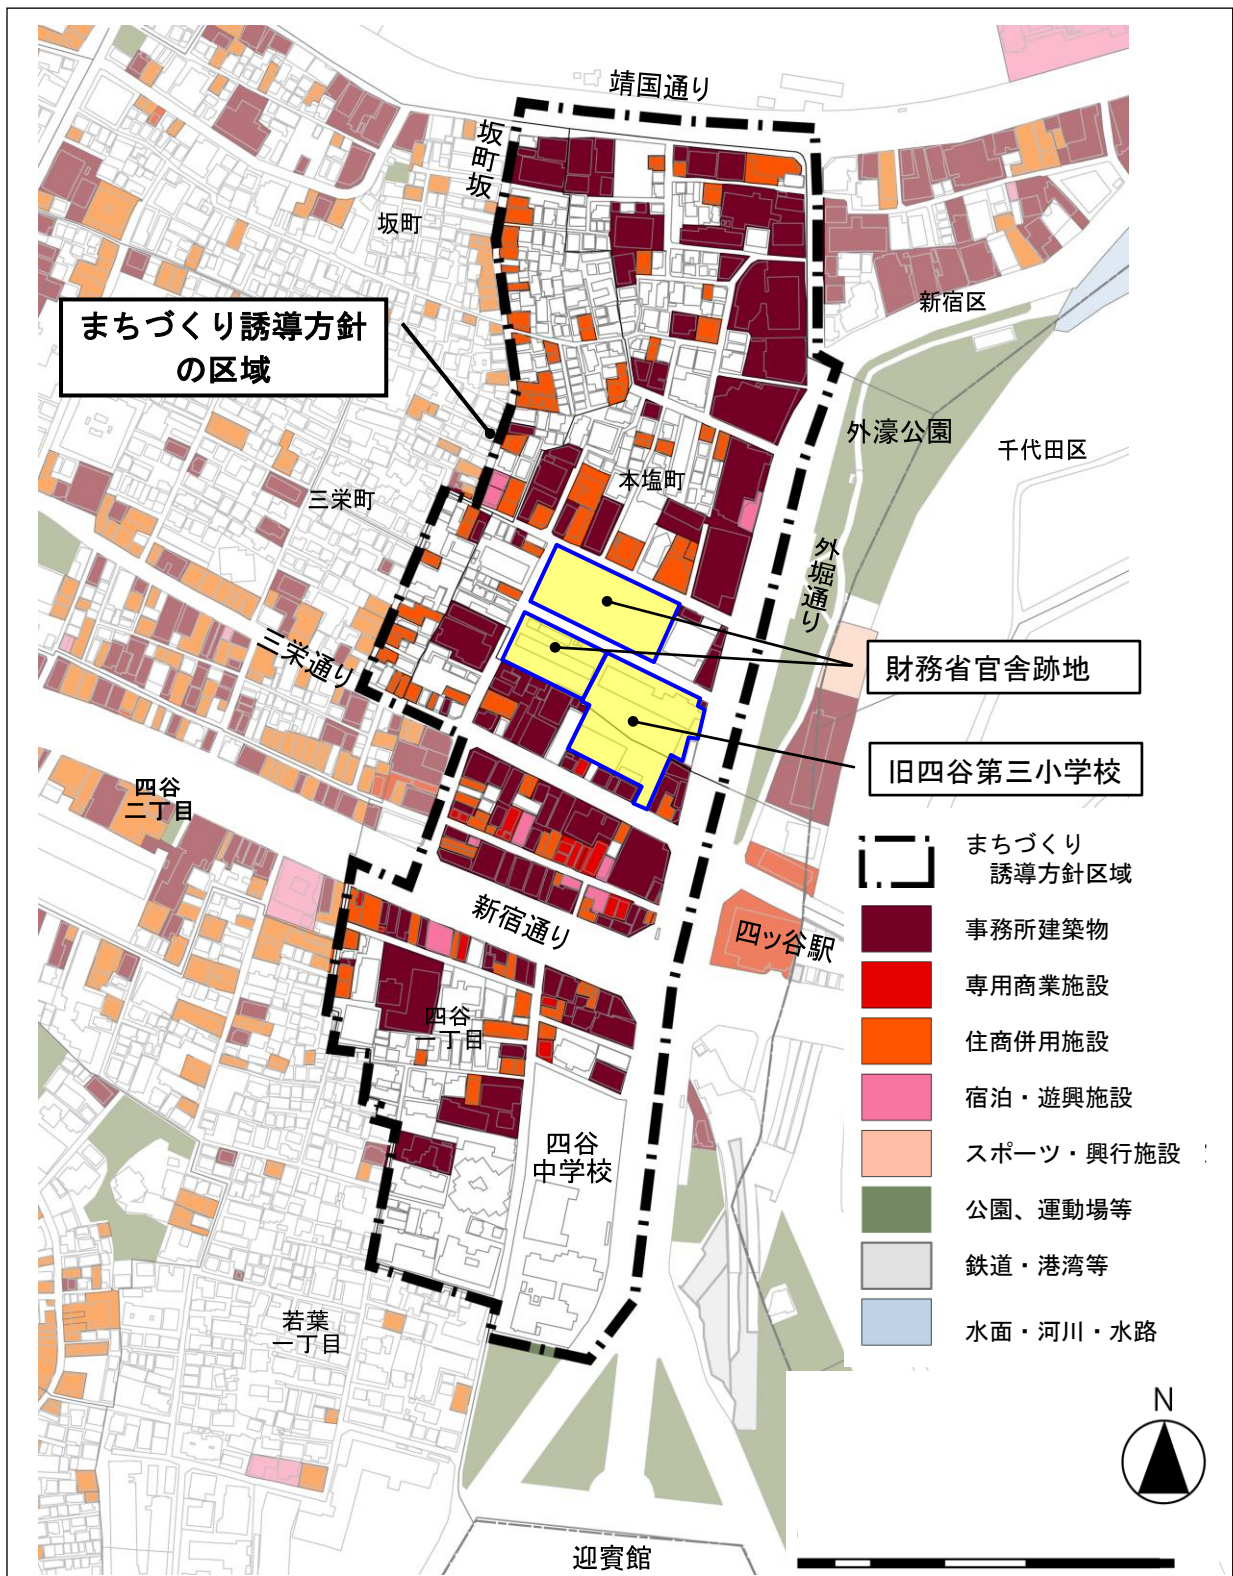 靖国通り
坂町坂
坂町
新宿区
まちづくり誘導方針
の区域
外濠公園
千代田区
本塩町
三栄町
外堀通り
三栄通り
財務省官舎跡地
旧四谷第三小学校
四谷
二丁目
新宿通り
四ッ谷駅
四谷
一丁目
四谷
中学校
若葉
一丁目
迎賓館
まちづくり
誘導方針区域
事務所建築物
専用商業施設
住商併用施設
宿泊・遊興施設
スポーツ・興行施設
公園、運動場等
鉄道・港湾等
水面・河川・水路
N